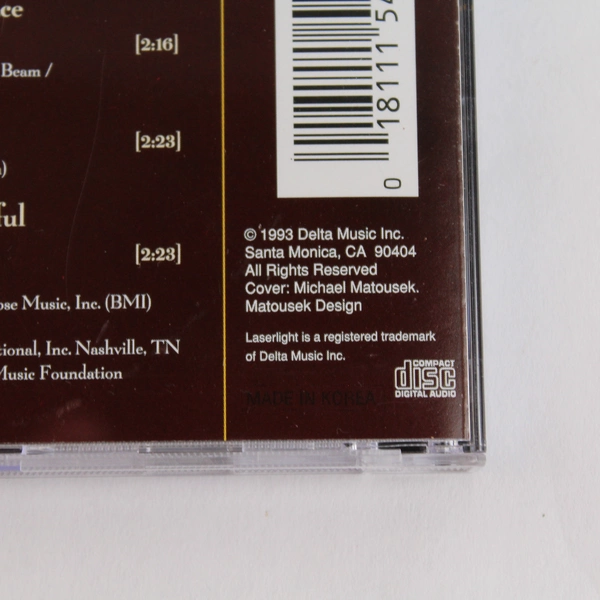 ce
[2:16]
Beam /
[2:23]
)
ful
[2:23]
ose Music, Inc. (BMI)
tional, Inc. Nashville, TN
Music Foundation
0 18111 54
© 1993 Delta Music Inc.
Santa Monica, CA 90404
All Rights Reserved
Cover: Michael Matousek.
Matousek Design
Laserlight is a registered trademark
of Delta Music Inc.
COMPACT
disc
DIGITAL AUDIO
MADE IN KOREA